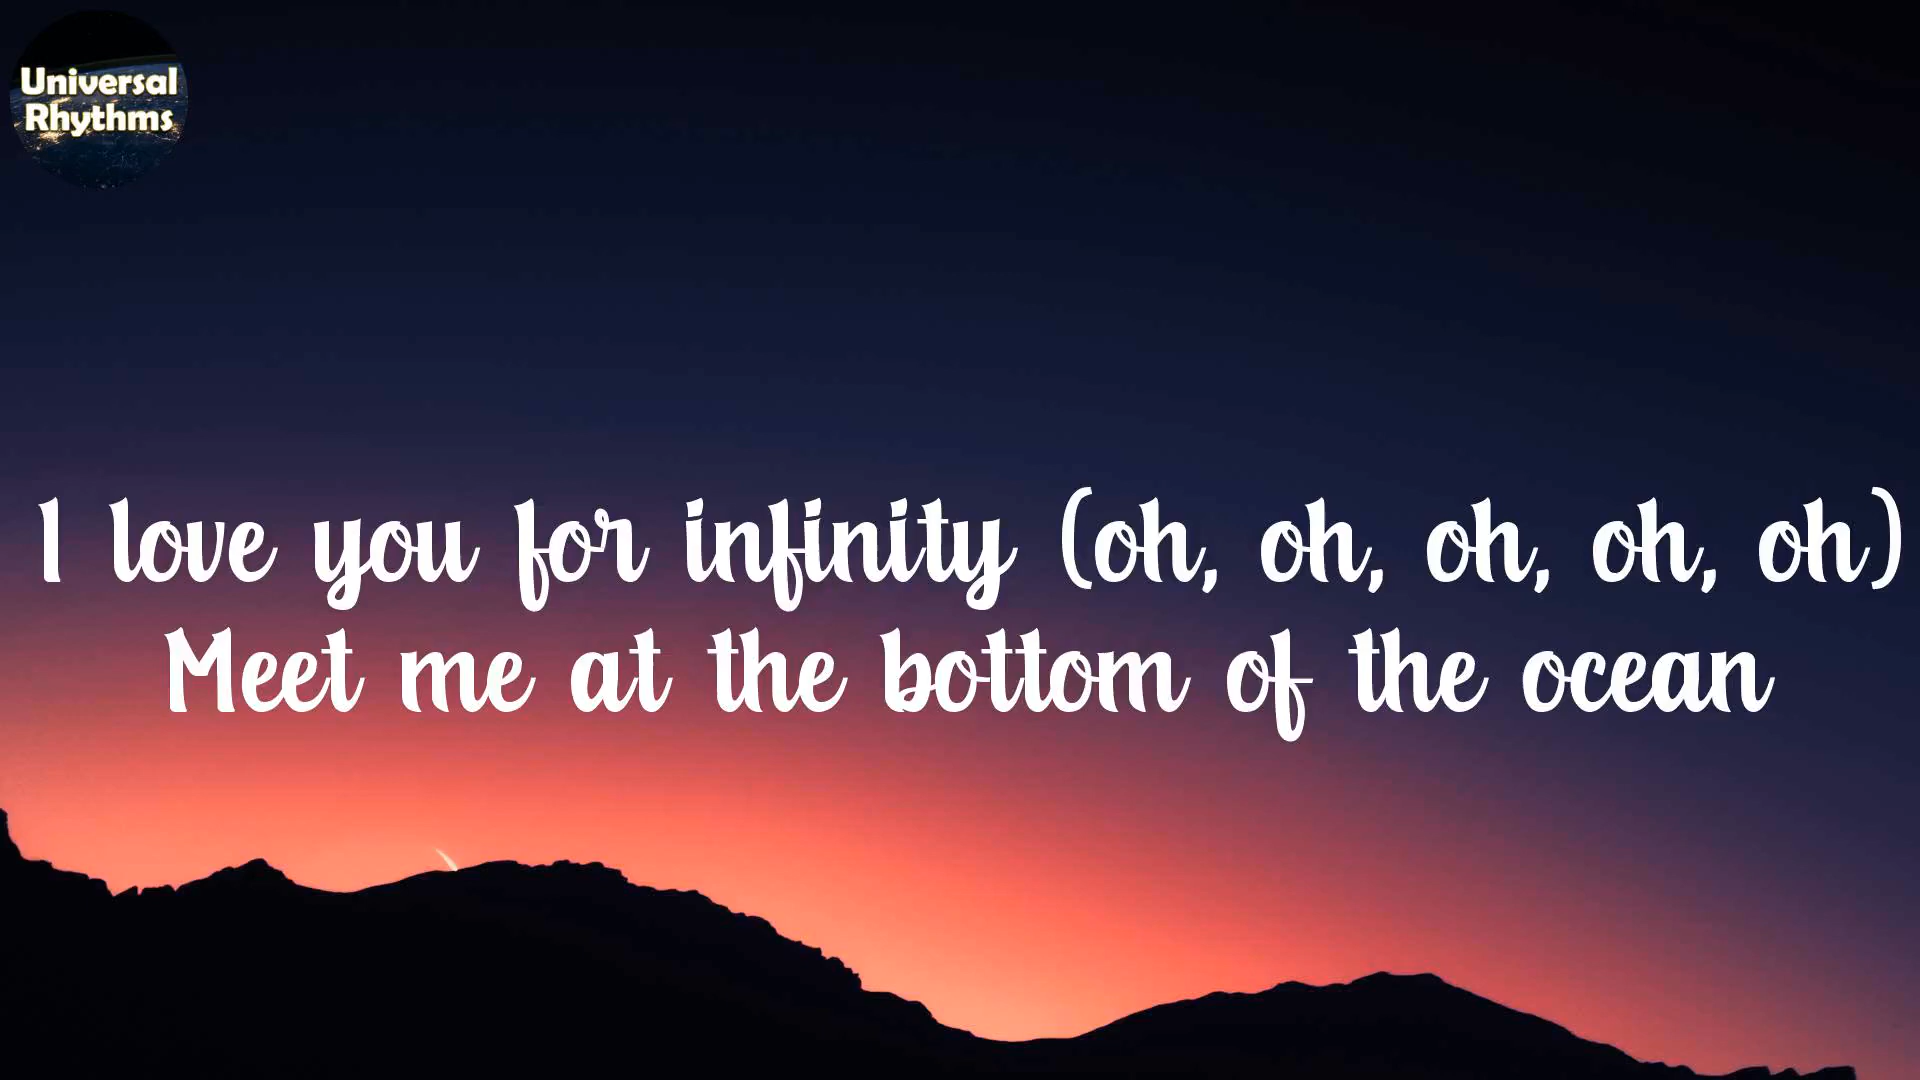 Universal
Rhythms
I love you for infinity (oh, oh, oh, oh, oh)
Meet me at the bottom of the ocean